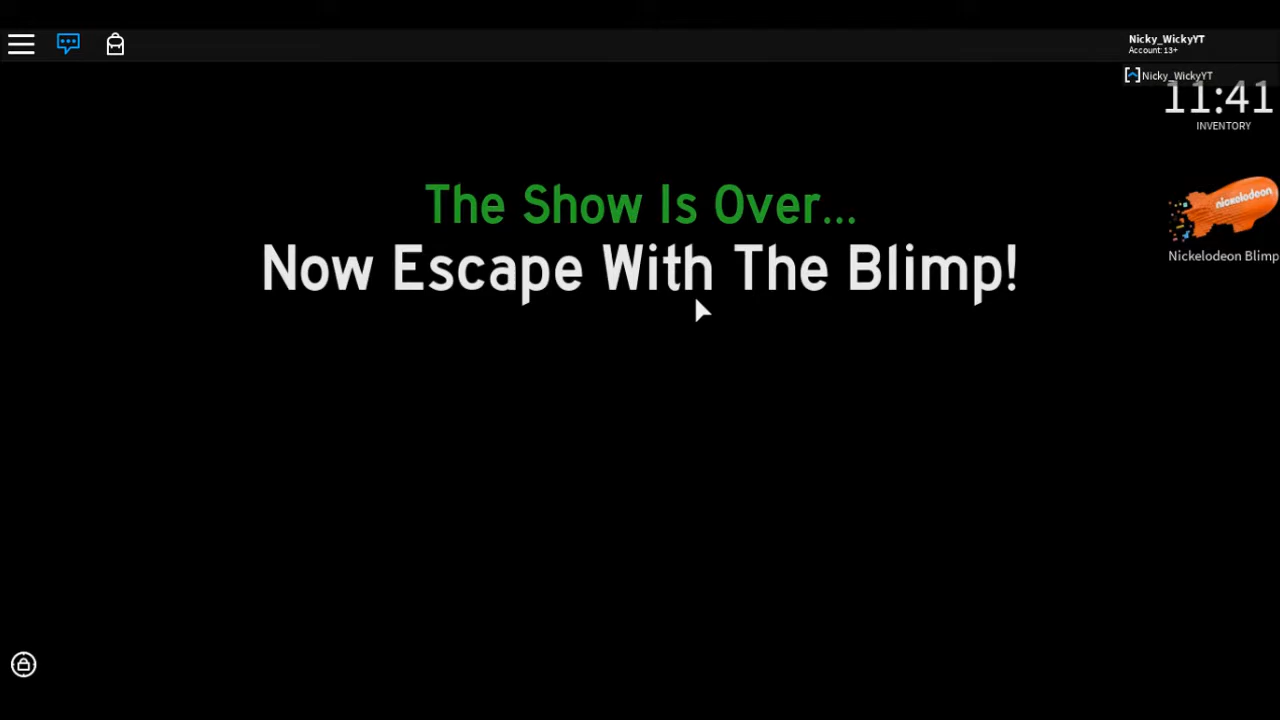 Nicky_WickyYT
Account: 13+
Nicky_WickyYT
11:41
INVENTORY
nickelodeon
Nickelodeon Blimp
The Show Is Over...
Now Escape With The Blimp!